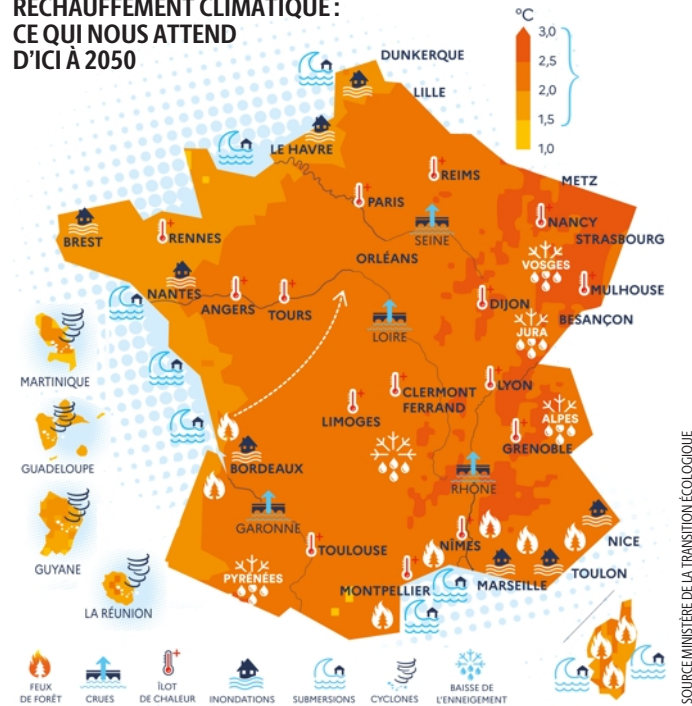 RÉCHAUFFEMENT CLIMATIQUE :
CE QUI NOUS ATTEND
D'ICI À 2050
°C
3,0
2,5
2,0
1,5
1,0
DUNKERQUE
LILLE
LE HAVRE
REIMS
METZ
PARIS
NANCY
BREST
RENNES
SEINE
STRASBOURG
ORLÉANS
VOSGES
NANTES
ANGERS
TOURS
DIJON
MULHOUSE
BESANÇON
JURA
LOIRE
MARTINIQUE
CLERMONT
FERRAND
LYON
LIMOGES
ALPES
GRENOBLE
GUADELOUPE
BORDEAUX
RHÔNE
GARONNE
GUYANE
TOULOUSE
NÎMES
NICE
PYRÉNÉES
MONTPELLIER
MARSEILLE
TOULON
LA RÉUNION
FEUX
DE FORÊT
CRUES
ÎLOT
DE CHALEUR
INONDATIONS
SUBMERSIONS
CYCLONES
BAISSE DE
L'ENNEIGEMENT
SOURCE MINISTÈRE DE LA TRANSITION ÉCOLOGIQUE